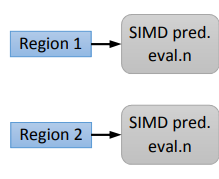 Region 1
SIMD pred.
eval.n
Region 2
SIMD pred.
eval.n